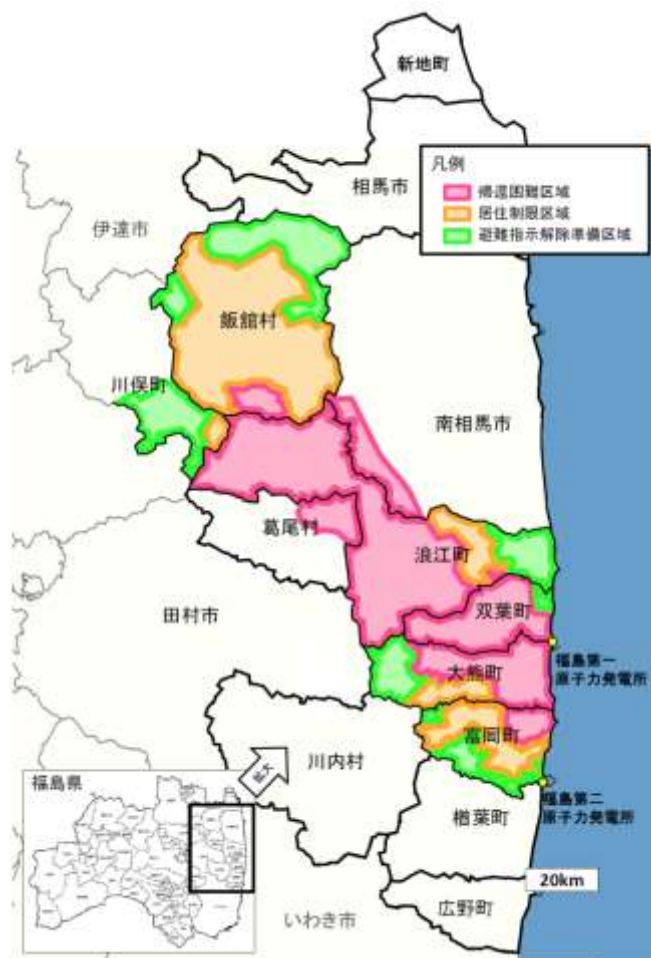 新地町
凡例
相馬市
帰還困難区域
居住制限区域
避難指示解除準備区域
伊達市
飯舘村
川俣町
南相馬市
葛尾村
浪江町
田村市
双葉町
大熊町
福島第一
原子力発電所
富岡町
川内村
拡大
福島県
福島第二
原子力発電所
楢葉町
20km
広野町
いわき市